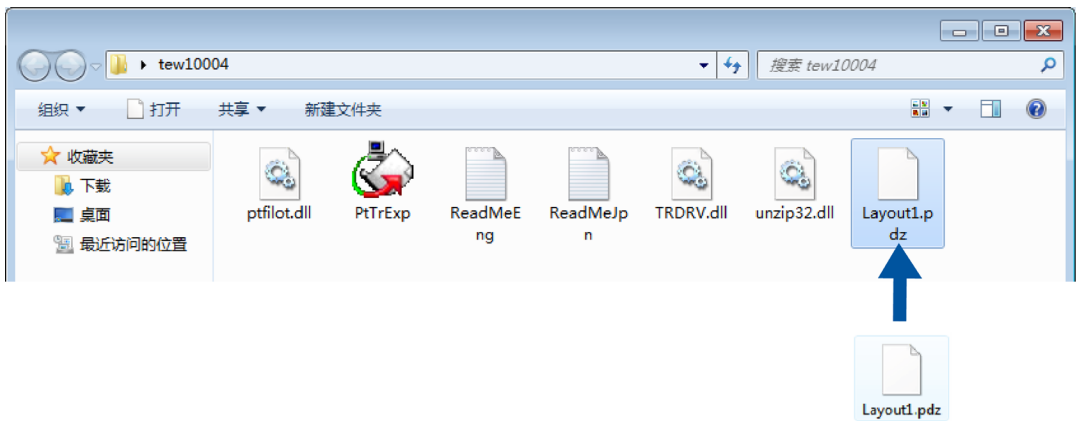 tew10004
搜索 tew10004
组织
打开
共享
新建文件夹
收藏夹
下载
桌面
最近访问的位置
ptfilot.dll
PtTrExp
ReadMeE
ng
ReadMeJp
n
TRDRV.dll
unzip32.dll
Layout1.p
dz
Layout1.pdz